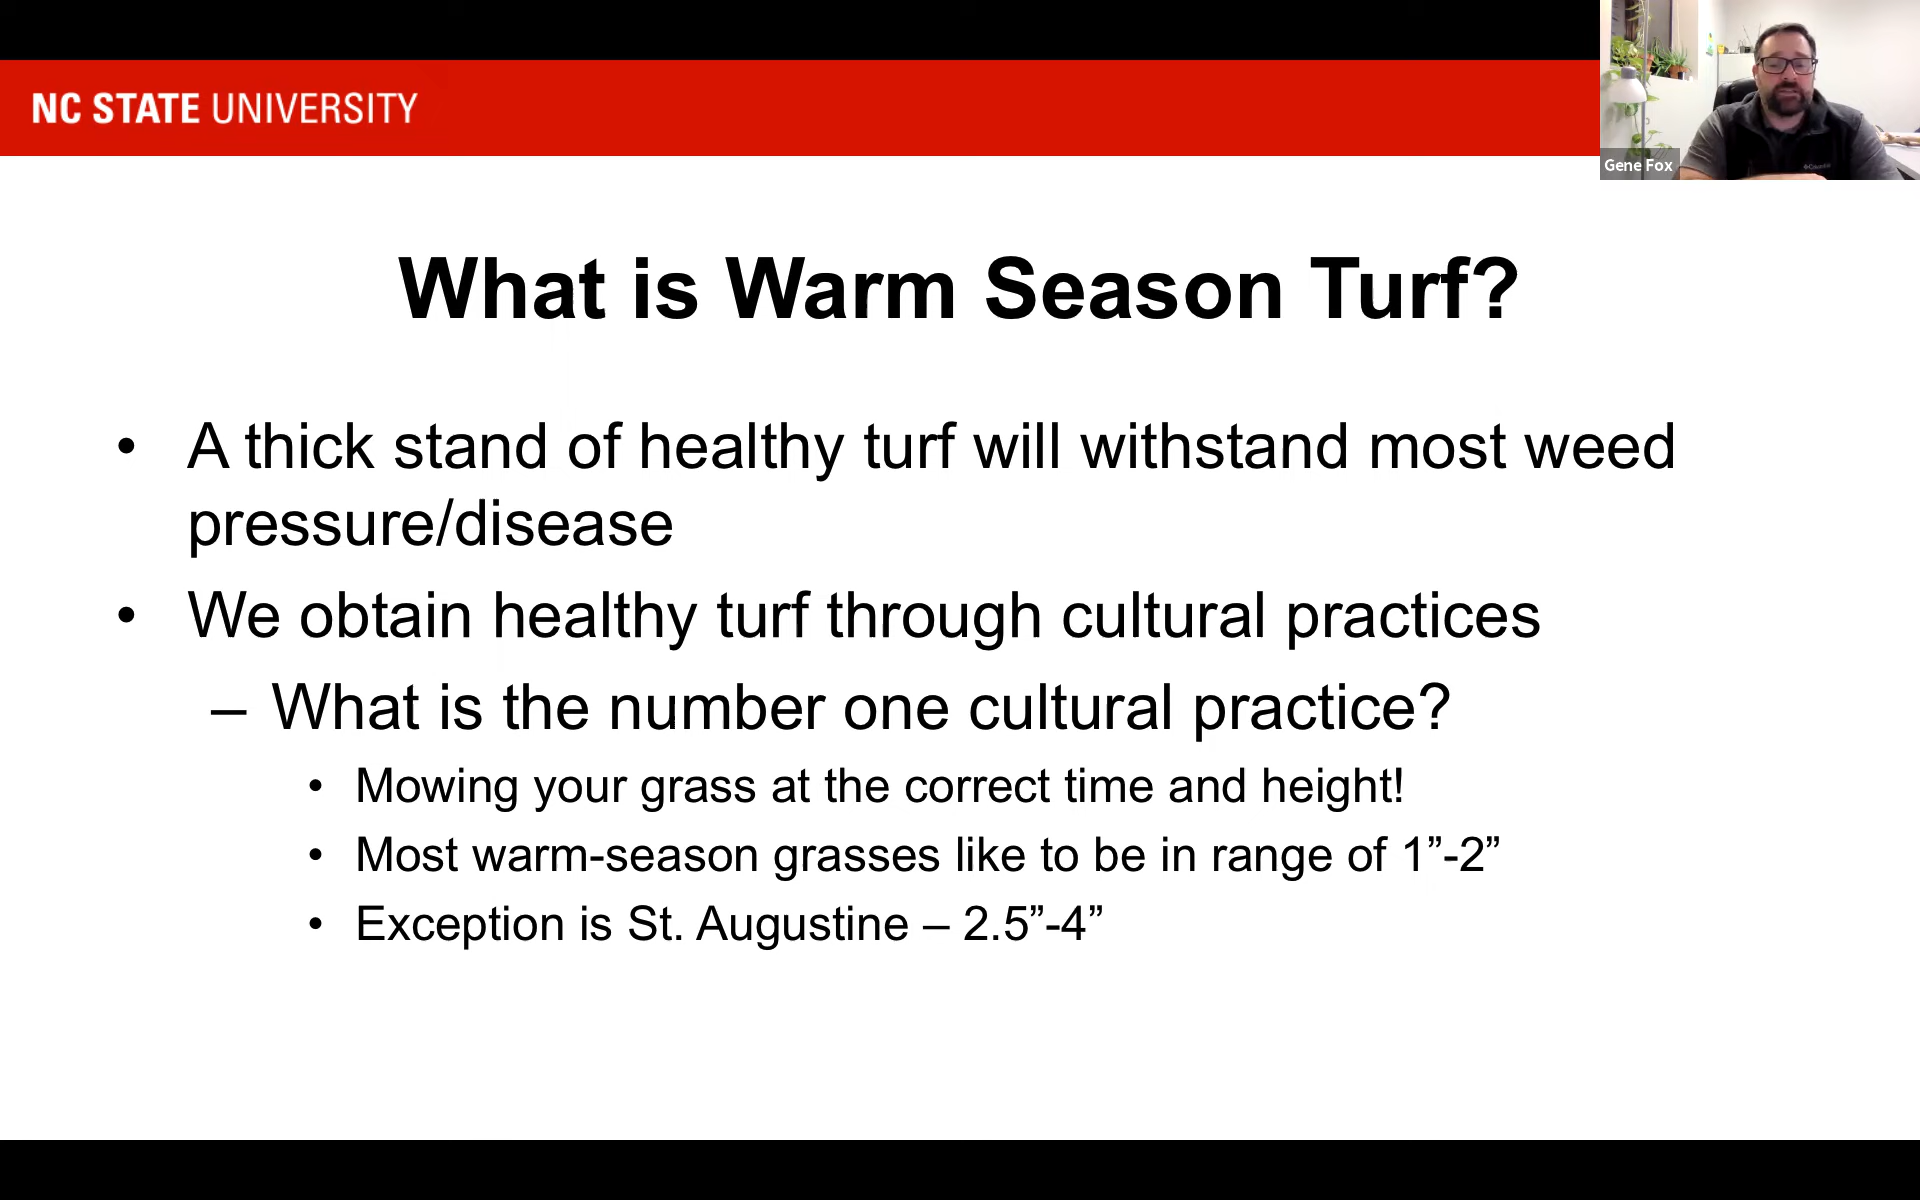 NC STATE UNIVERSITY
Gene Fox
What is Warm Season Turf?
• A thick stand of healthy turf will withstand most weed
pressure/disease
• We obtain healthy turf through cultural practices
– What is the number one cultural practice?
• Mowing your grass at the correct time and height!
• Most warm-season grasses like to be in range of 1”-2”
• Exception is St. Augustine – 2.5”-4”